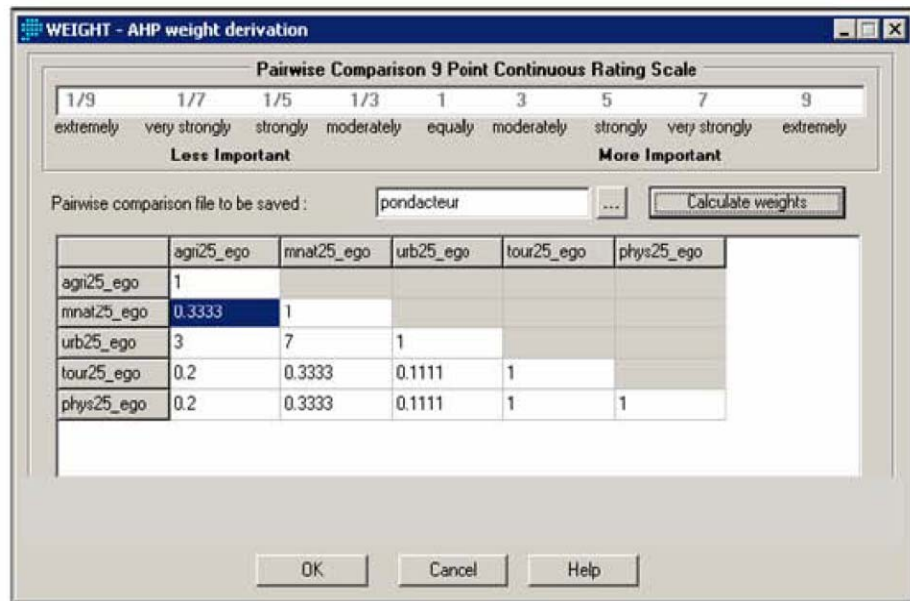 WEIGHT - AHP weight derivation
Pairwise Comparison 9 Point Continuous Rating Scale
1/9 1/7 1/5 1/3 1 3 5 7 9
extremely very strongly strongly moderately equaly moderately strongly very strongly extremely
Less Important More Important
Pairwise comparison file to be saved : pondacteur ... Calculate weights
agri25_ego mnat25_ego urb25_ego tour25_ego phys25_ego
agri25_ego 1
mnat25_ego 0.3333 1
urb25_ego 3 7 1
tour25_ego 0.2 0.3333 0.1111 1
phys25_ego 0.2 0.3333 0.1111 1 1
OK Cancel Help